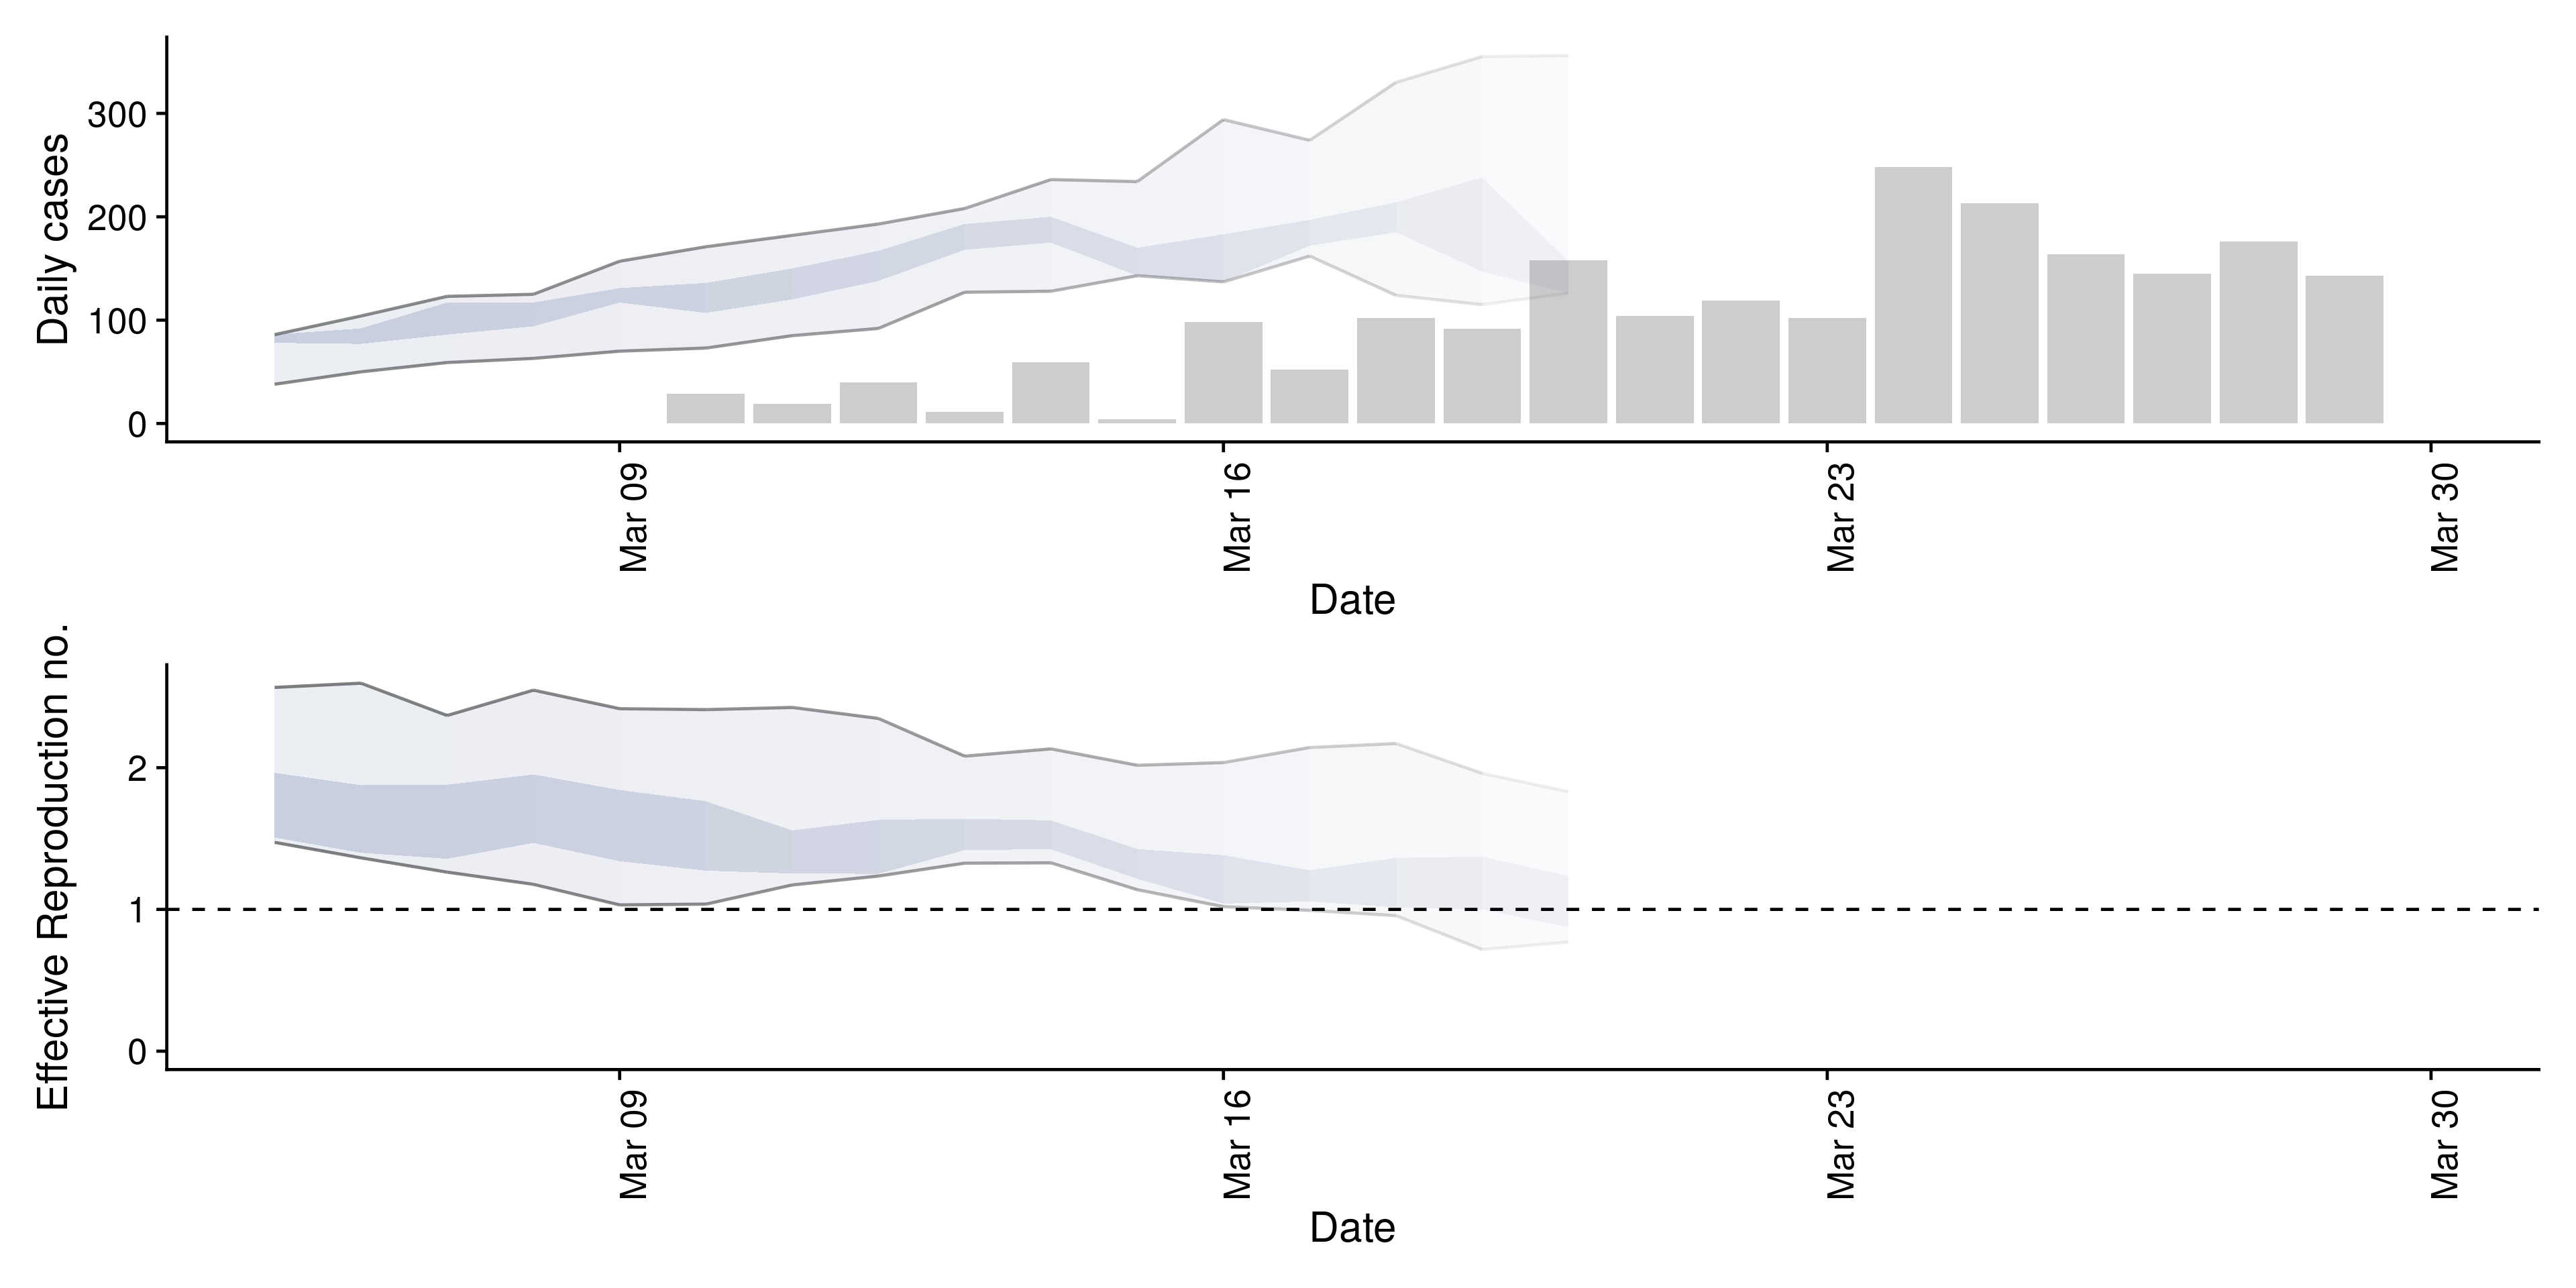 Daily cases
300
200
100
0
Mar 09
Mar 16
Mar 23
Mar 30
Date
Effective Reproduction no.
2
1
0
Mar 09
Mar 16
Mar 23
Mar 30
Date